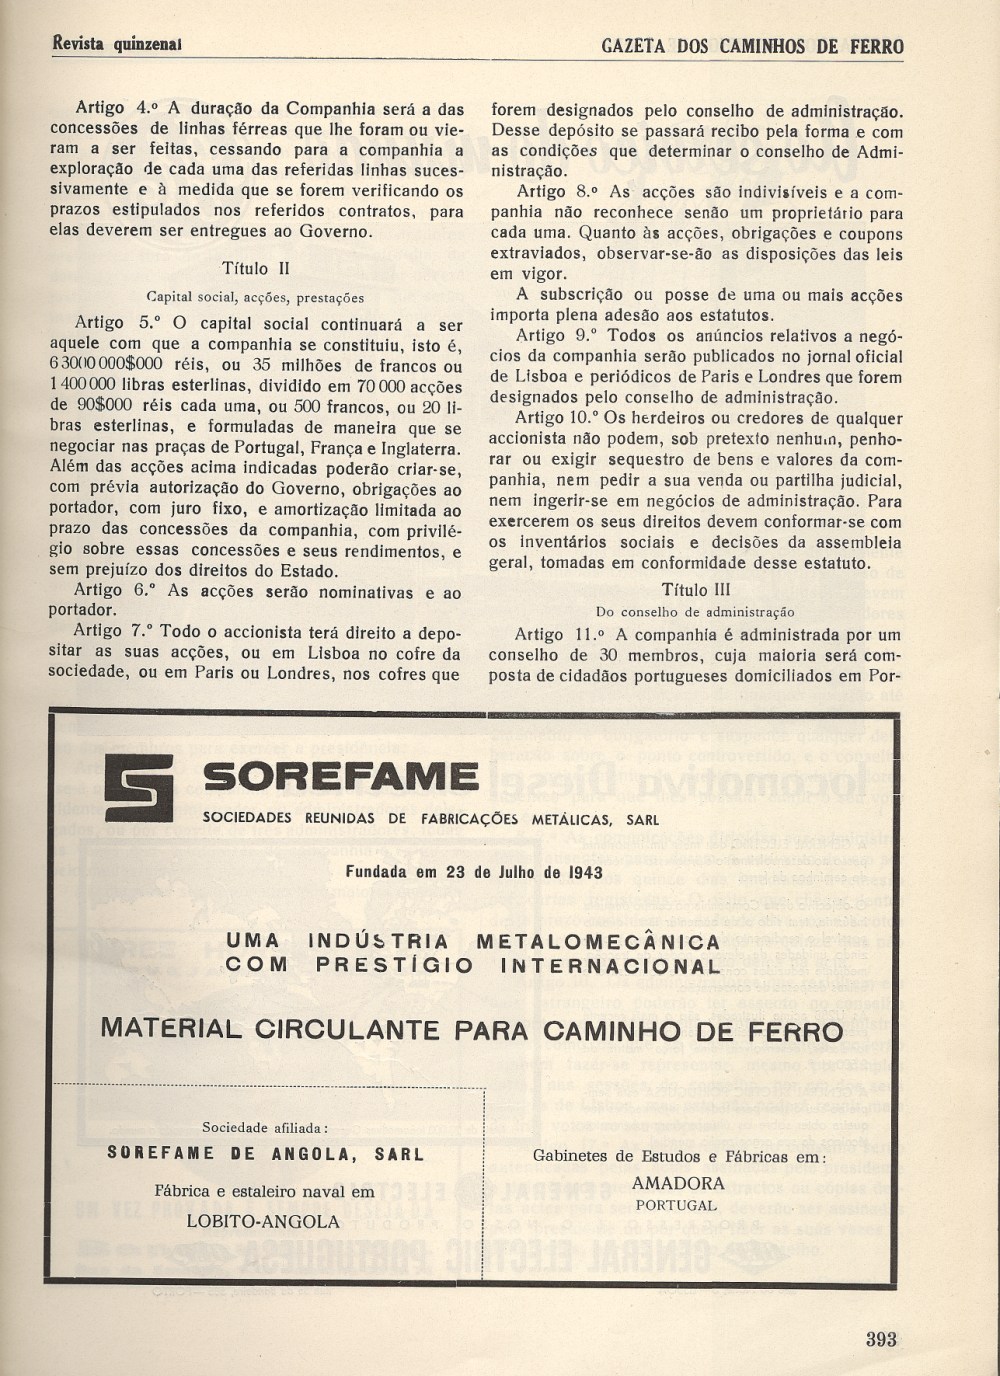 Revista quinzenal
GAZETA DOS CAMINHOS DE FERRO
Artigo 4.º A duração da Companhia será a das
concessões de linhas férreas que lhe foram ou vie-
ram a ser feitas, cessando para a companhia a
exploração de cada uma das referidas linhas suces-
sivamente e à medida que se forem verificando os
prazos estipulados nos referidos contratos, para
elas deverem ser entregues ao Governo.
Título II
Capital social, acções, prestações
Artigo 5.º O capital social continuará a ser
aquele com que a companhia se constituiu, isto é,
6 3000 000$000 réis, ou 35 milhões de francos ou
1 400 000 libras esterlinas, dividido em 70 000 acções
de 90$000 réis cada uma, ou 500 francos, ou 20 li-
bras esterlinas, e formuladas de maneira que se
negociar nas praças de Portugal, França e Inglaterra.
Além das acções acima indicadas poderão criar-se,
com prévia autorização do Governo, obrigações ao
portador, com juro fixo, e amortização limitada ao
prazo das concessões da companhia, com privilé-
gio sobre essas concessões e seus rendimentos, e
sem prejuízo dos direitos do Estado.
Artigo 6.º As acções serão nominativas e ao
portador.
Artigo 7.º Todo o accionista terá direito a depo-
sitar as suas acções, ou em Lisboa no cofre da
sociedade, ou em Paris ou Londres, nos cofres que
forem designados pelo conselho de administração.
Desse depósito se passará recibo pela forma e com
as condições que determinar o conselho de Admi-
nistração.
Artigo 8.º As acções são indivisíveis e a com-
panhia não reconhece senão um proprietário para
cada uma. Quanto às acções, obrigações e coupons
extraviados, observar-se-ão as disposições das leis
em vigor.
A subscrição ou posse de uma ou mais acções
importa plena adesão aos estatutos.
Artigo 9.º Todos os anúncios relativos a negó-
cios da companhia serão publicados no jornal oficial
de Lisboa e periódicos de Paris e Londres que forem
designados pelo conselho de administração.
Artigo 10.º Os herdeiros ou credores de qualquer
accionista não podem, sob pretexto nenhum, penho-
rar ou exigir sequestro de bens e valores da com-
panhia, nem pedir a sua venda ou partilha judicial,
nem ingerir-se em negócios de administração. Para
exercerem os seus direitos devem conformar-se com
os inventários sociais e decisões da assembleia
geral, tomadas em conformidade desse estatuto.
Título III
Do conselho de administração
Artigo 11.º A companhia é administrada por um
conselho de 30 membros, cuja maioria será com-
posta de cidadãos portugueses domiciliados em Por-
SOREFAME
SOCIEDADES REUNIDAS DE FABRICAÇÕES METÁLICAS, SARL
Fundada em 23 de Julho de 1943
UMA INDÚSTRIA METALOMECÂNICA
COM PRESTÍGIO INTERNACIONAL
MATERIAL CIRCULANTE PARA CAMINHO DE FERRO
Sociedade afiliada:
SOREFAME DE ANGOLA, SARL
Fábrica e estaleiro naval em
LOBITO-ANGOLA
Gabinetes de Estudos e Fábricas em:
AMADORA
PORTUGAL
393